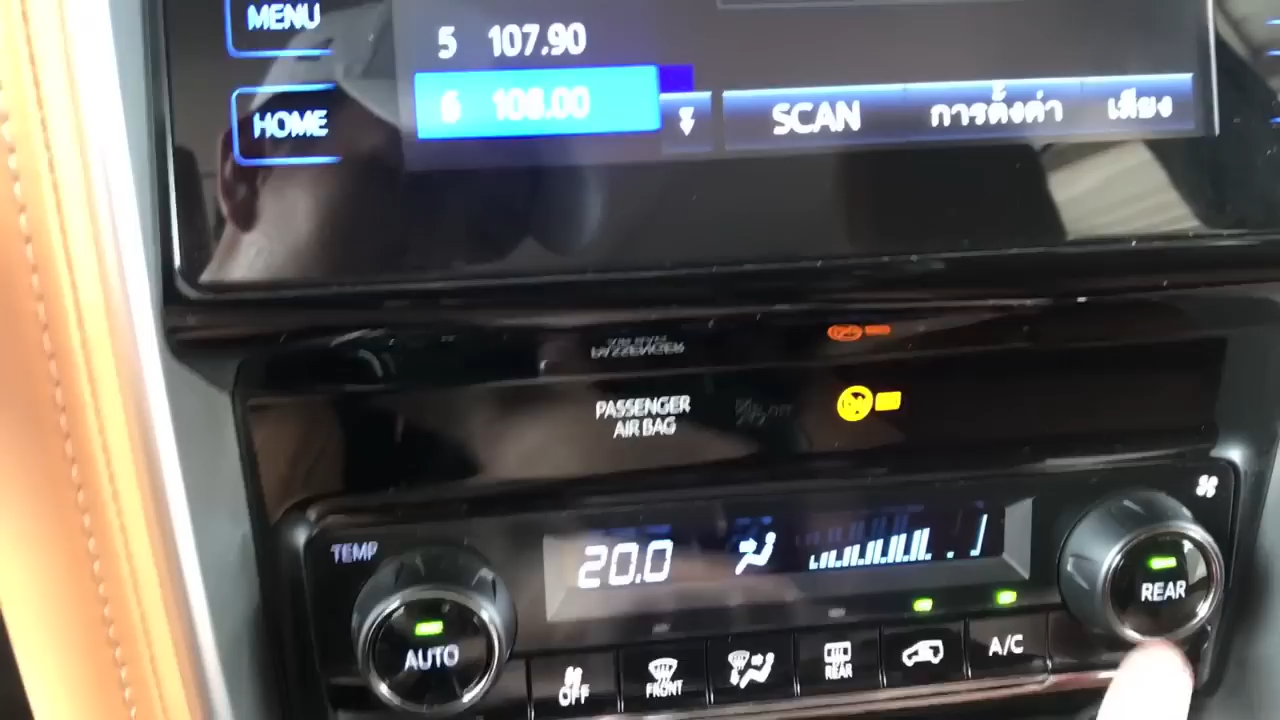 MENU
5 107.90
HOME
6 106.00
SCAN
การตั้งค่า
เสียง
PASSENGER
AIR BAG
TEMP
20.0
AUTO
REAR
OFF
FRONT
REAR
A/C